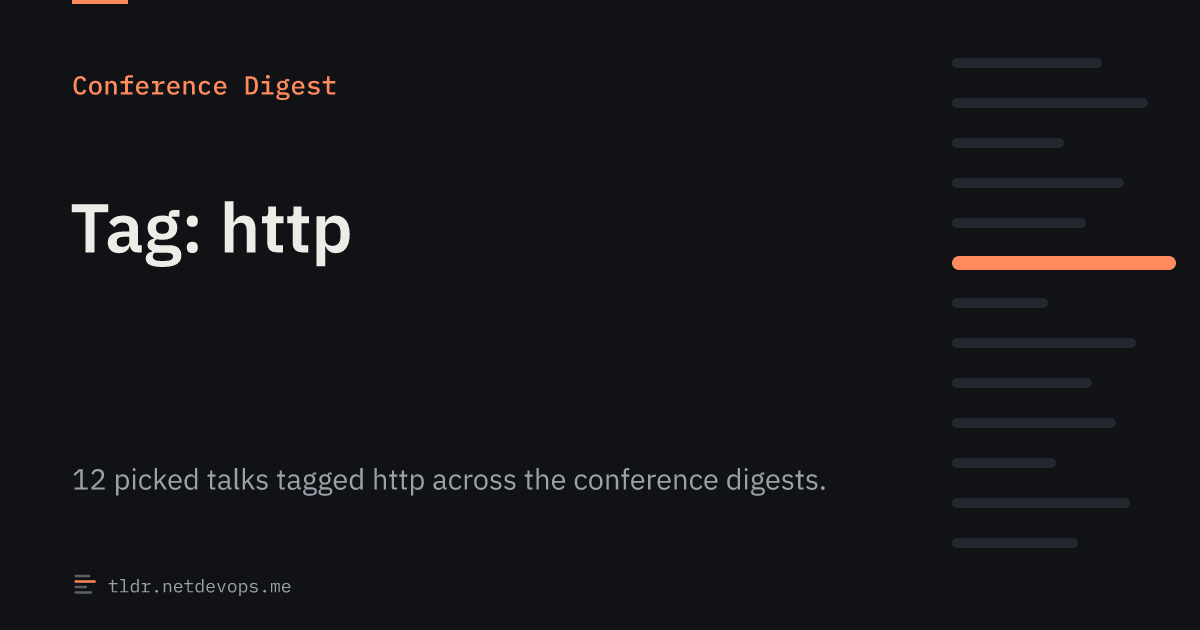 Conference Digest
Tag: http
12 picked talks tagged http across the conference digests.
tldr.netdevops.me